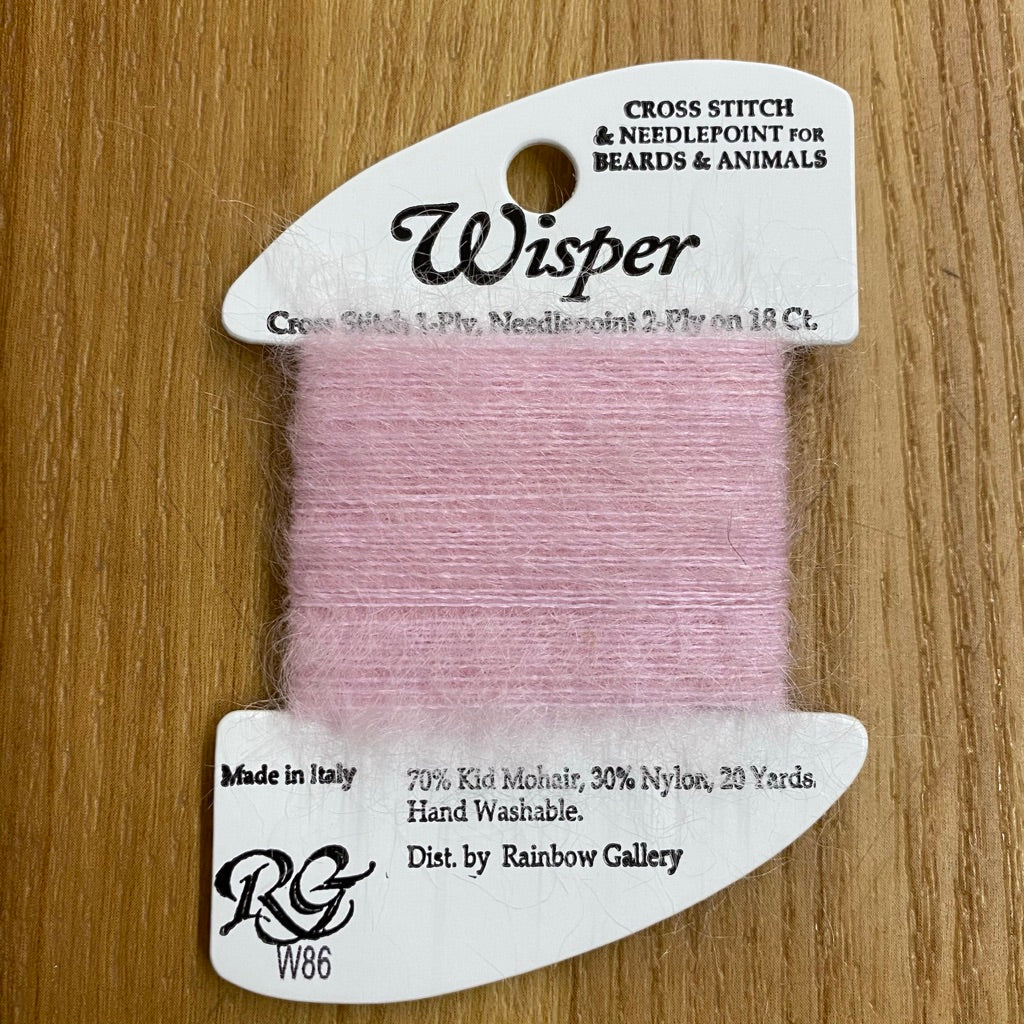 CROSS STITCH
& NEEDLEPOINT FOR
BEARDS & ANIMALS
Wisper
Cross Stitch 1-Ply, Needlepoint 2-Ply on 18 Ct.
Made in Italy
70% Kid Mohair, 30% Nylon, 20 Yards.
Hand Washable.
Dist. by Rainbow Gallery
RG
W86